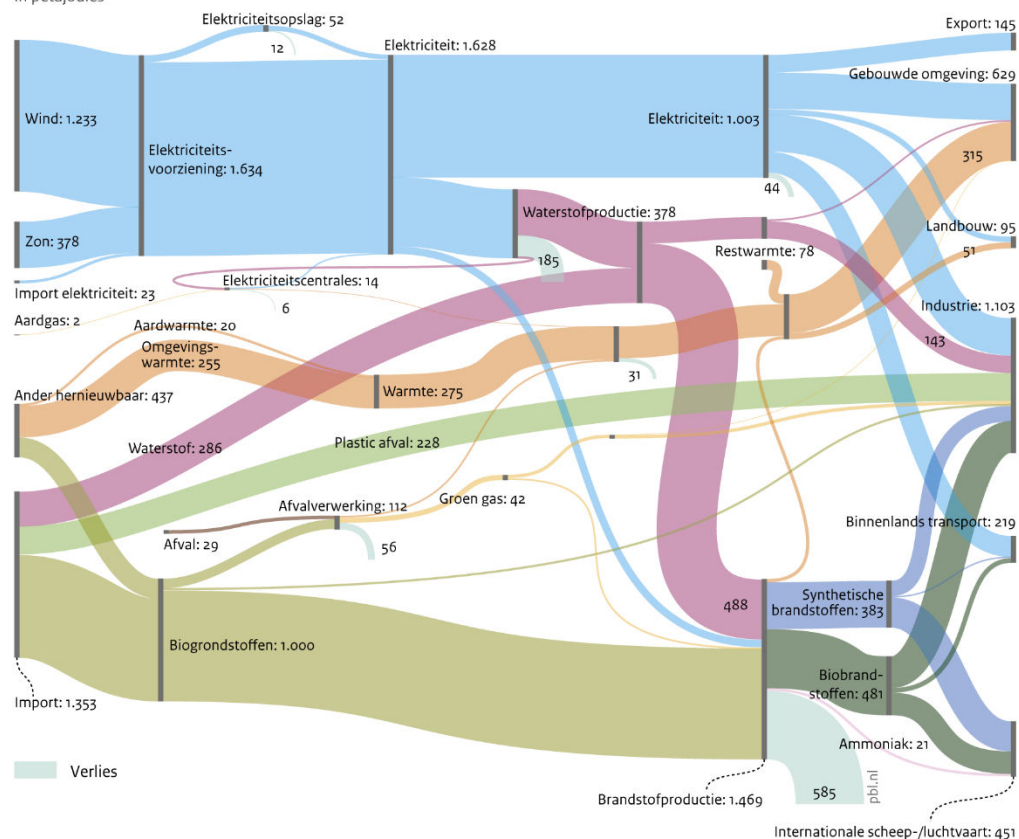 in petajoules
Elektriciteitsopslag: 52
12
Elektriciteit: 1.628
Export: 145
Gebouwde omgeving: 629
Wind: 1.233
Elektriciteits-
voorziening: 1.634
Elektriciteit: 1.003
315
44
Zon: 378
Waterstofproductie: 378
Landbouw: 95
Restwarmte: 78
51
185
Import elektriciteit: 23
Elektriciteitscentrales: 14
6
Aardgas: 2
Aardwarmte: 20
Industrie: 1.103
Omgevings-
warmte: 255
143
31
Ander hernieuwbaar: 437
Warmte: 275
Waterstof: 286
Plastic afval: 228
Afvalverwerking: 112
Groen gas: 42
Afval: 29
56
Binnenlands transport: 219
488
Synthetische
brandstoffen: 383
Biogrondstoffen: 1.000
Biobrand-
stoffen: 481
Import: 1.353
Ammoniak: 21
Verlies
585
pbl.nl
Brandstofproductie: 1.469
Internationale scheep-/luchtvaart: 451